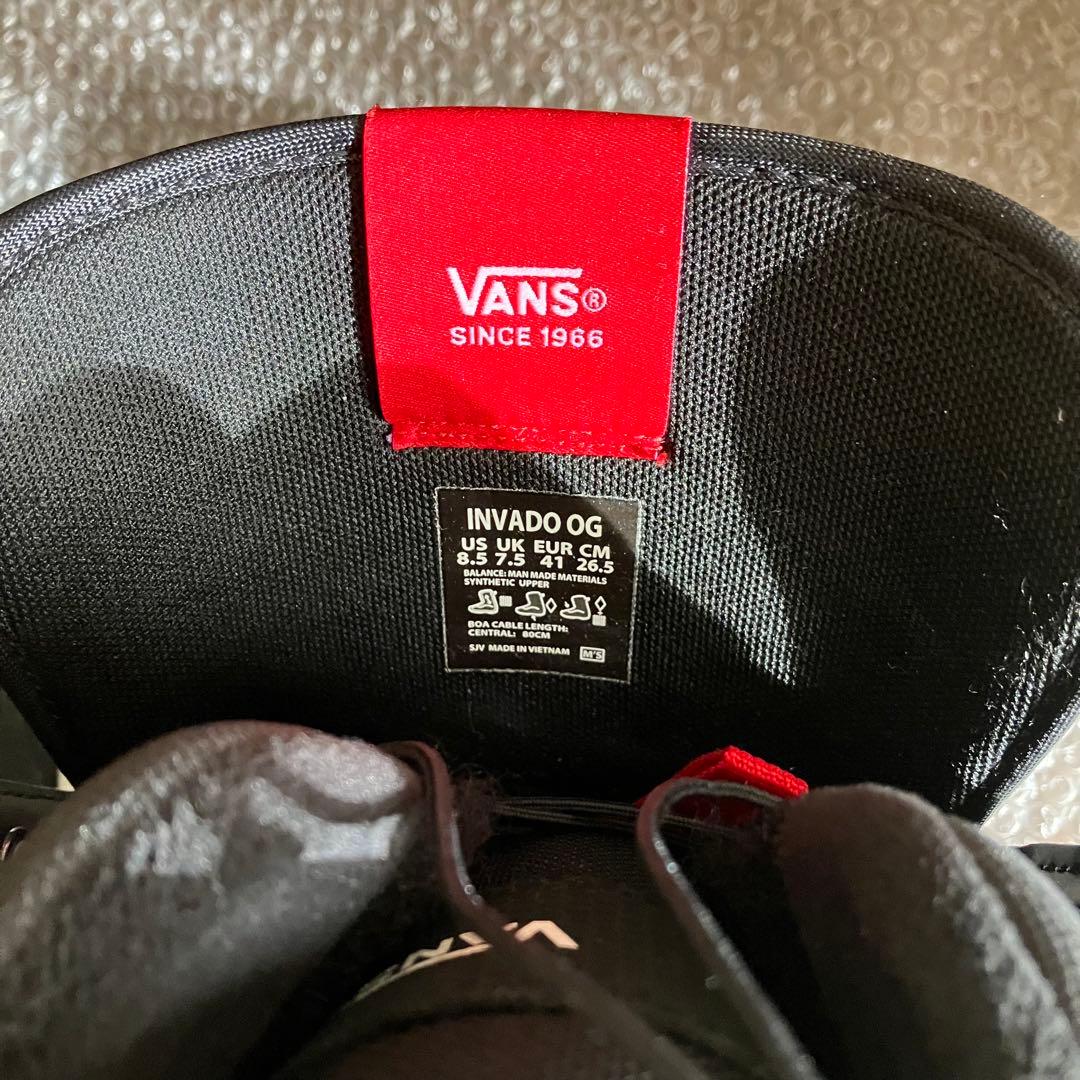 VANS®
SINCE 1966
INVADO OG
US UK EUR CM
8.5 7.5 41 26.5
BALANCE: MAN MADE MATERIALS
SYNTHETIC UPPER
BOA CABLE LENGTH:
CENTRAL: 80CM
SJV MADE IN VIETNAM M'S
VANS